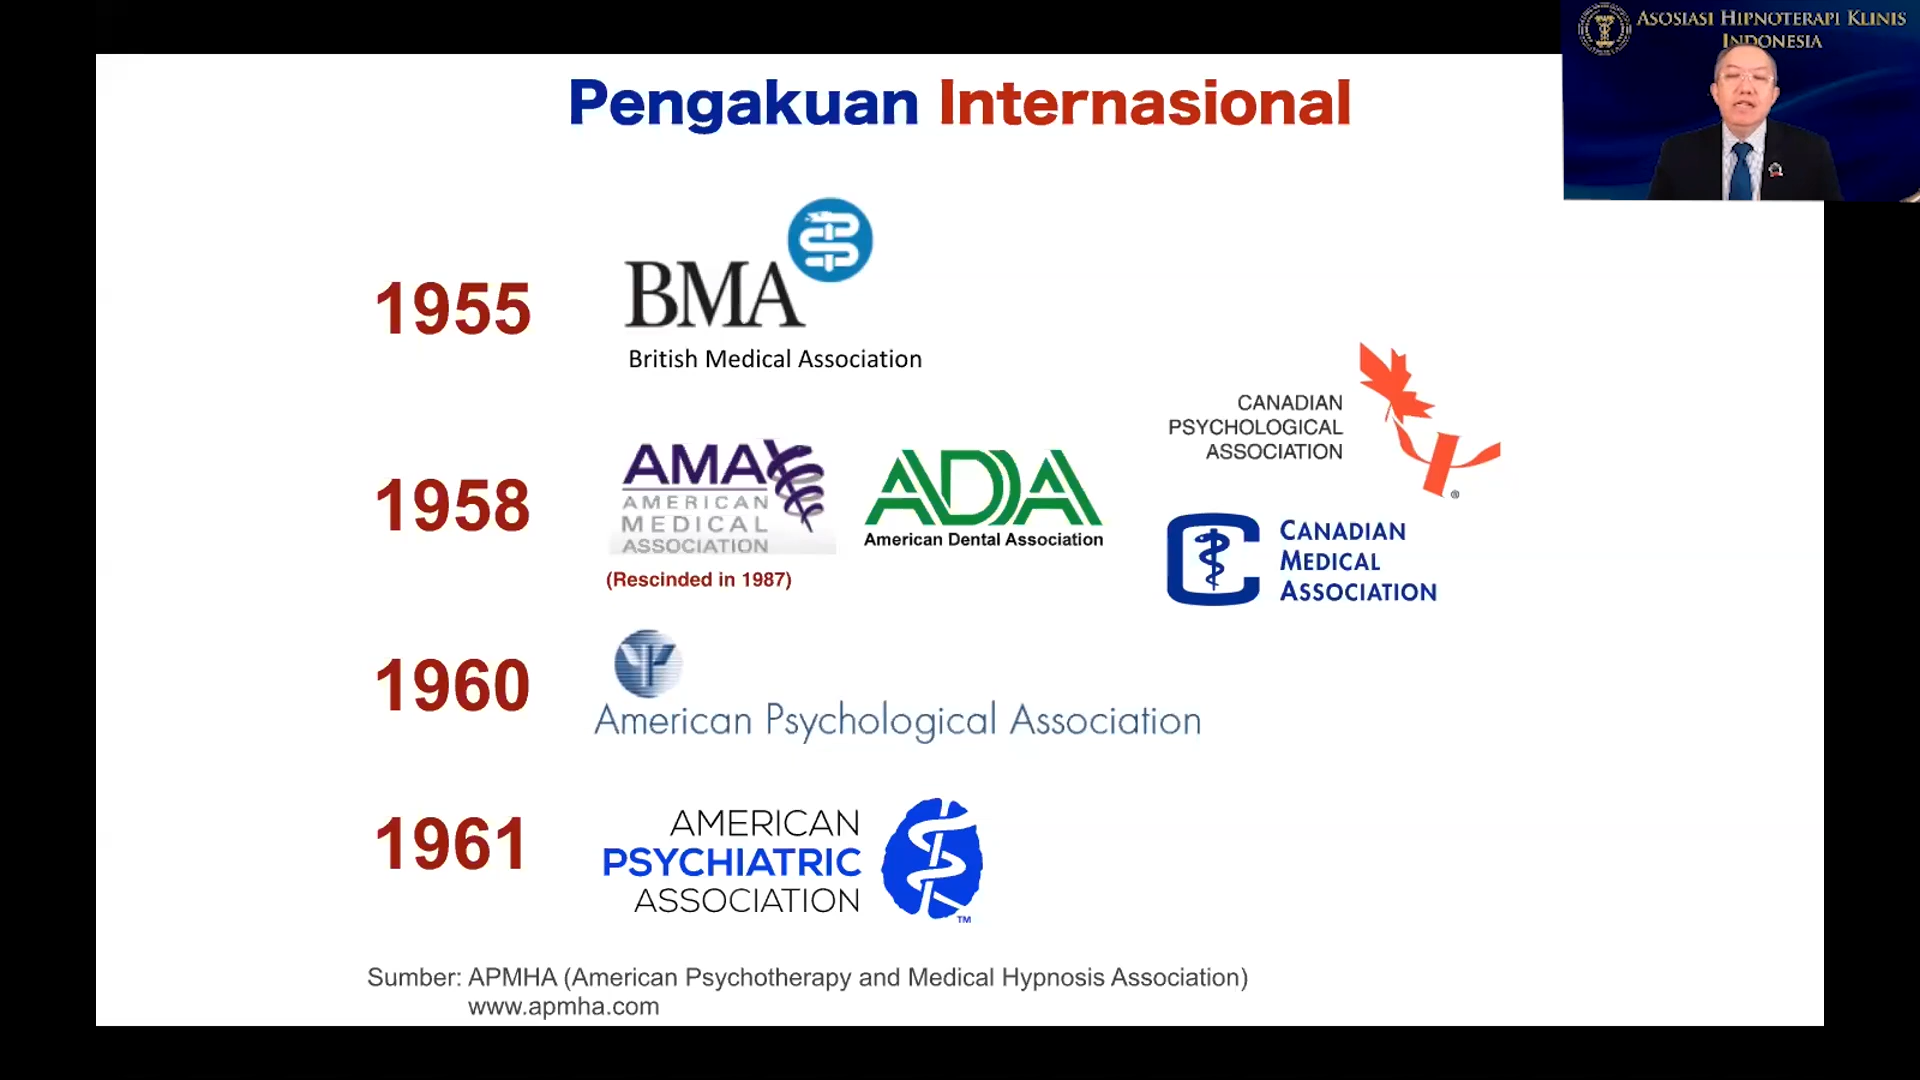 ASOSIASI HIPNOTERAPI KLINIS
INDONESIA
Pengakuan Internasional
1955
BMA
British Medical Association
CANADIAN
PSYCHOLOGICAL
ASSOCIATION
®
1958
AMA
AMERICAN
MEDICAL
ASSOCIATION
(Rescinded in 1987)
ADA
American Dental Association
CANADIAN
MEDICAL
ASSOCIATION
1960
American Psychological Association
1961
AMERICAN
PSYCHIATRIC
ASSOCIATION
TM
Sumber: APMHA (American Psychotherapy and Medical Hypnosis Association)
www.apmha.com